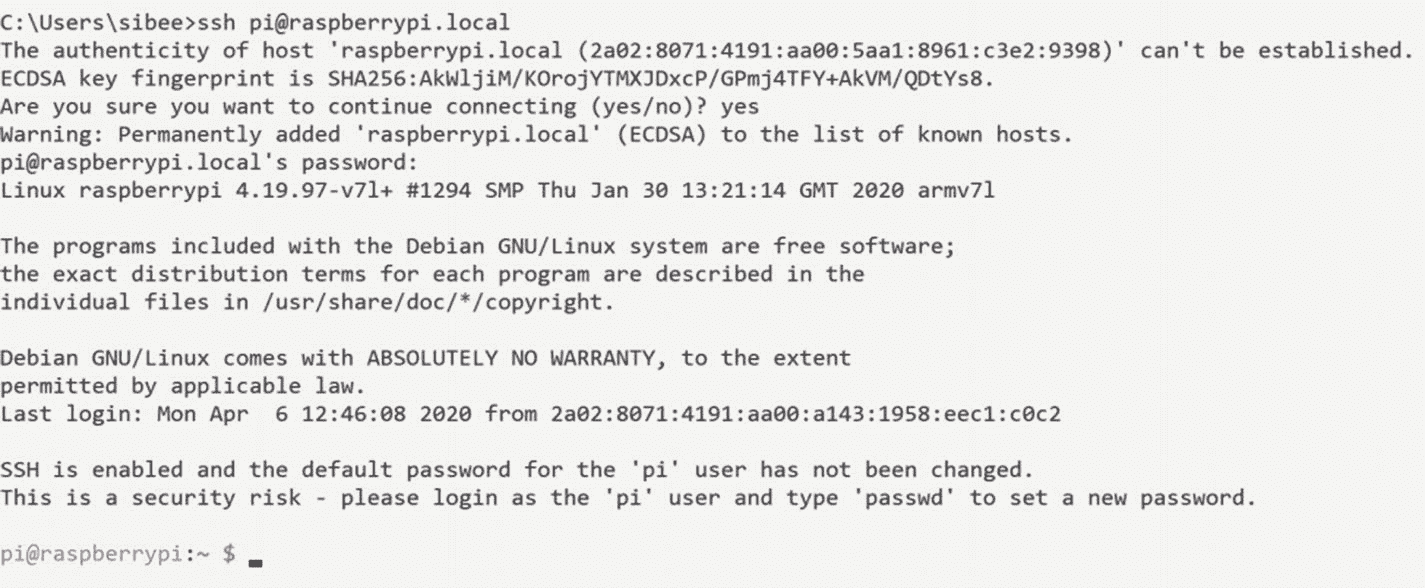 C:\Users\sibee>ssh pi@raspberrypi.local
The authenticity of host 'raspberrypi.local (2a02:8071:4191:aa00:5aa1:8961:c3e2:9398)' can't be established.
ECDSA key fingerprint is SHA256:AkWljiM/KOrojYTMXJDxcP/GPmj4TFY+AkVM/QDtYs8.
Are you sure you want to continue connecting (yes/no)? yes
Warning: Permanently added 'raspberrypi.local' (ECDSA) to the list of known hosts.
pi@raspberrypi.local's password:
Linux raspberrypi 4.19.97-v7l+ #1294 SMP Thu Jan 30 13:21:14 GMT 2020 armv7l

The programs included with the Debian GNU/Linux system are free software;
the exact distribution terms for each program are described in the
individual files in /usr/share/doc/*/copyright.

Debian GNU/Linux comes with ABSOLUTELY NO WARRANTY, to the extent
permitted by applicable law.
Last login: Mon Apr  6 12:46:08 2020 from 2a02:8071:4191:aa00:a143:1958:eec1:c0c2

SSH is enabled and the default password for the 'pi' user has not been changed.
This is a security risk - please login as the 'pi' user and type 'passwd' to set a new password.

pi@raspberrypi:~ $